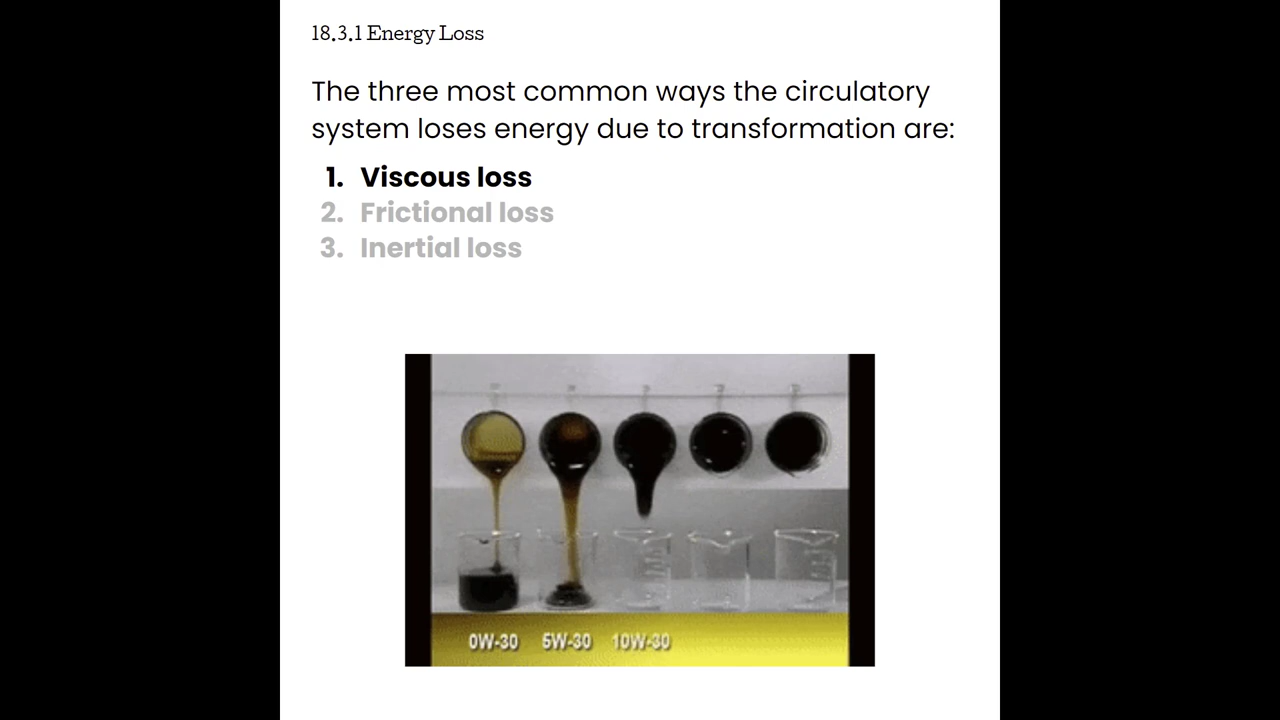 18.3.1 Energy Loss
The three most common ways the circulatory
system loses energy due to transformation are:
1. Viscous loss
2. Frictional loss
3. Inertial loss
0W-30 5W-30 10W-30